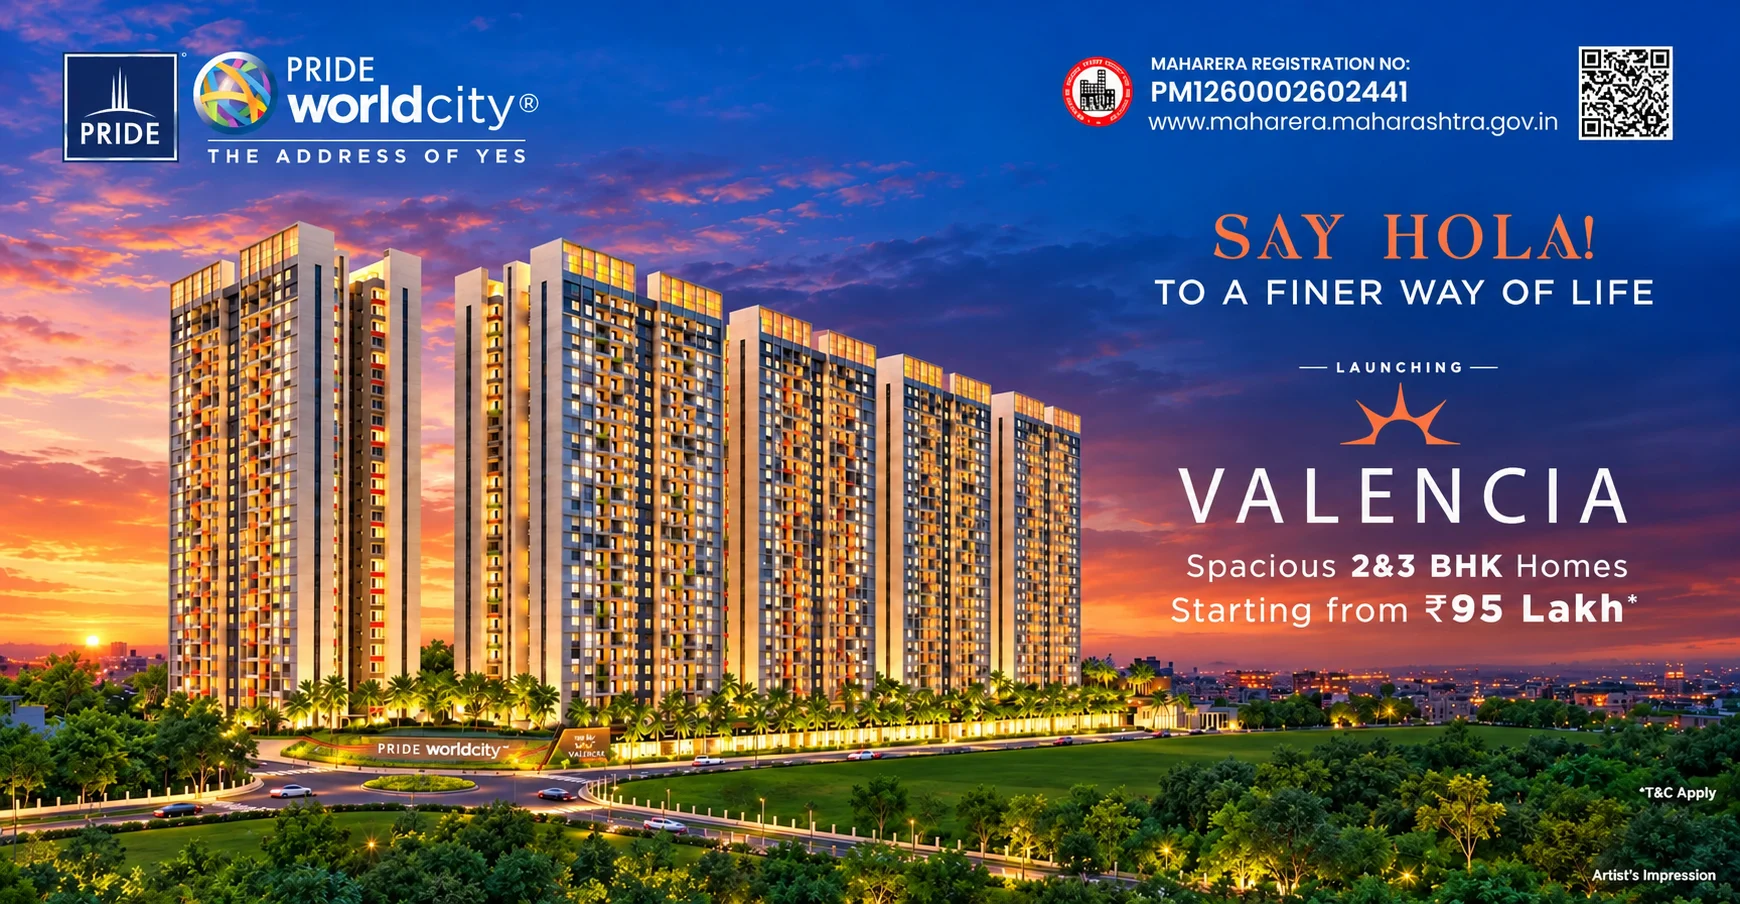 PRIDE
PRIDE
worldcity®
THE ADDRESS OF YES
MAHARERA REGISTRATION NO:
PM1260002602441
www.maharera.maharashtra.gov.in
SAY HOLA!
TO A FINER WAY OF LIFE
LAUNCHING
VALENCIA
Spacious 2&3 BHK Homes
Starting from ₹95 Lakh*
PRIDE worldcity
VALENCIA
*T&C Apply
Artist's Impression